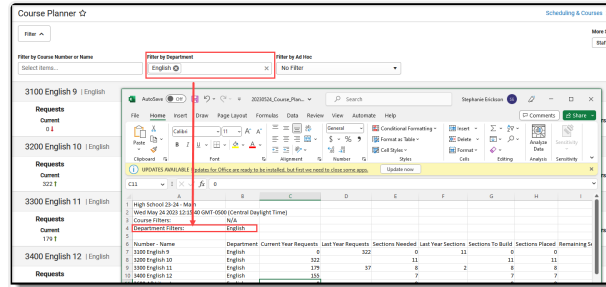 Course Planner ☆
Scheduling & Courses
Filter
More
Staf
Filter by Course Number or Name
Filter by Department
Filter by Ad Hoc
Select items...
English
No Filter
3100 English 9 | English
Requests
Current
0
3200 English 10 | English
Requests
Current
322
3300 English 11 | English
Requests
Current
179
3400 English 12 | English
Requests
AutoSave Off
20230524_Course_Plan...
Search
Stephanie Erickson
File Home Insert Draw Page Layout Formulas Data Review View Automate Help
Comments Share
Paste
Calibri 11
General
Conditional Formatting
Format as Table
Cell Styles
Insert
Delete
Format
Analyze Data
Sensitivity
Clipboard Font Alignment Number Styles Cells Editing Analysis Sensitivity
UPDATES AVAILABLE Updates for Office are ready to be installed, but first we need to close some apps. Update now
C11 fx 0
A B C D E F G H
1 High School 23-24 - Main
2 Wed May 24 2023 12:15:40 GMT-0500 (Central Daylight Time)
3 Course Filters: N/A
4 Department Filters: English
6 Number - Name Department Current Year Requests Last Year Requests Sections Needed Last Year Sections Sections To Build Sections Placed Remaining Se
7 3100 English 9 English 0 322 0 11 0 0
8 3200 English 10 English 322 11 11 11
9 3300 English 11 English 179 57 8 2 8 8
10 3400 English 12 English 155 7 7 7